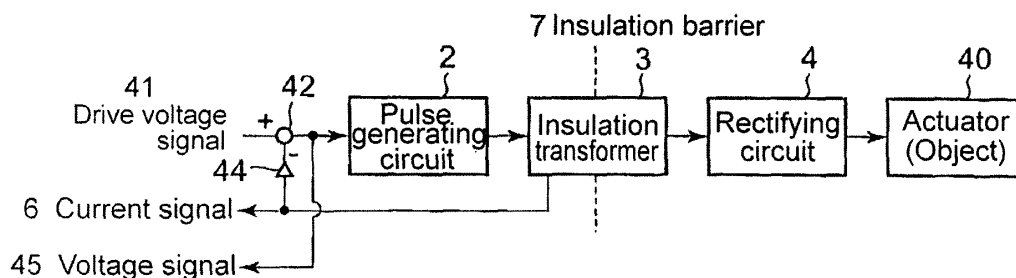 7 Insulation barrier
41
Drive voltage
signal
+
42
-
44
2
Pulse
generating
circuit
3
Insulation
transformer
4
Rectifying
circuit
40
Actuator
(Object)
6 Current signal
45 Voltage signal